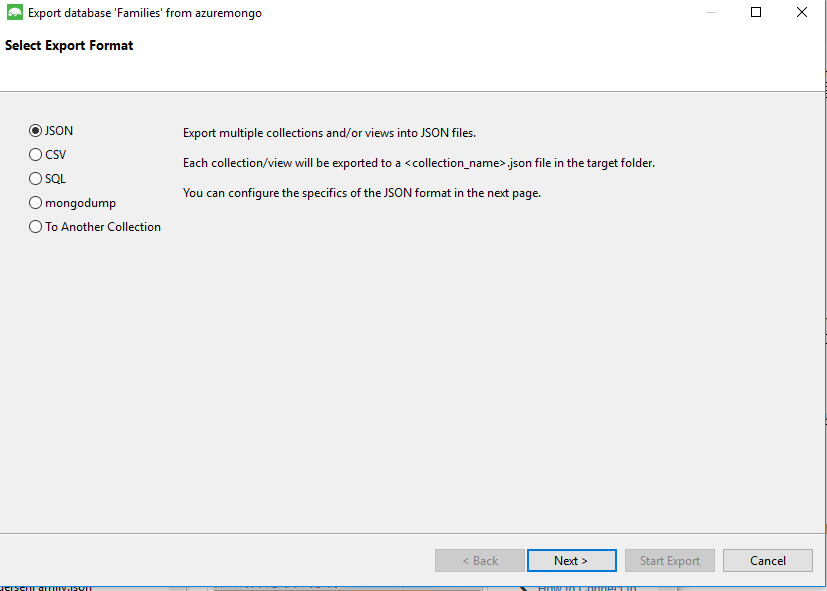 Export database 'Families' from azuremongo
Select Export Format
JSON
Export multiple collections and/or views into JSON files.
CSV
Each collection/view will be exported to a <collection_name>.json file in the target folder.
SQL
You can configure the specifics of the JSON format in the next page.
mongodump
To Another Collection
< Back
Next >
Start Export
Cancel
How to Connect to